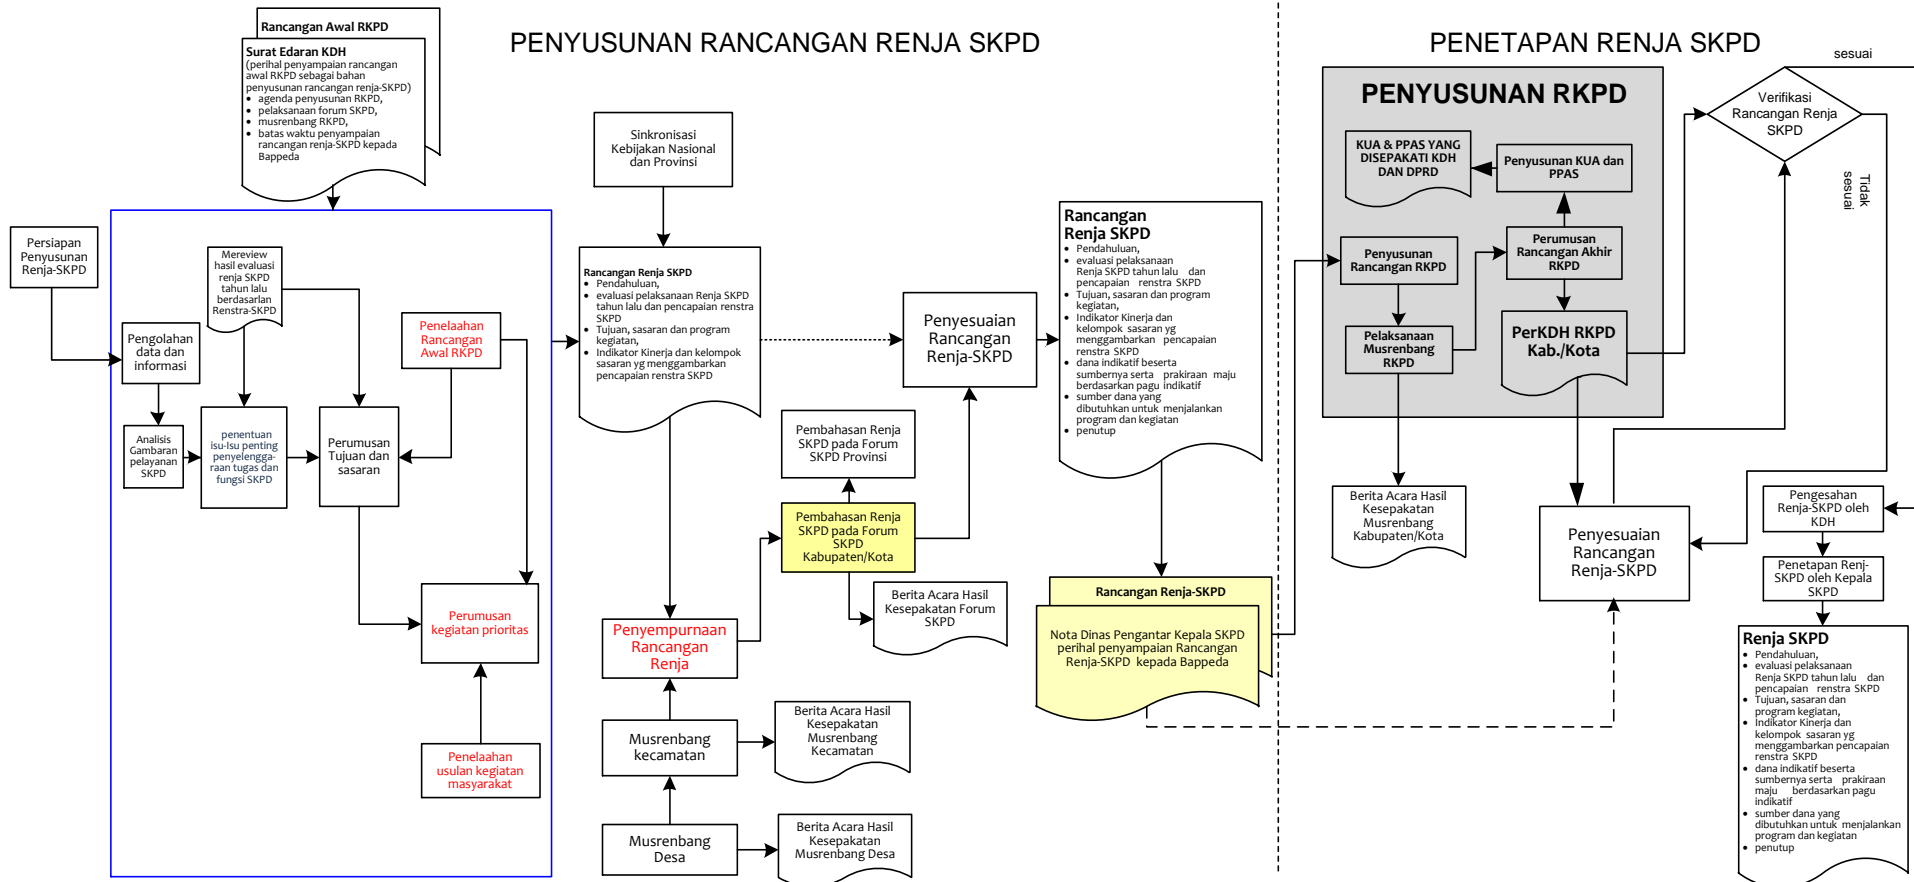 PENYUSUNAN RANCANGAN RENJA SKPD
PENETAPAN RENJA SKPD
Rancangan Awal RKPD
Surat Edaran KDH
(perihal penyampaian rancangan
awal RKPD sebagai bahan
penyusunan rancangan renja-SKPD)
• agenda penyusunan RKPD,
• pelaksanaan forum SKPD,
• musrenbang RKPD,
• batas waktu penyampaian
rancangan renja-SKPD kepada
Bappeda
Persiapan
Penyusunan
Renja-SKPD
Pengolahan
data dan
informasi
Analisis
Gambaran
pelayanan
SKPD
Mereview
hasil evaluasi
renja SKPD
tahun lalu
berdasarlan
Renstra-SKPD
penentuan
isu-Isu penting
penyelengga-
raan tugas dan
fungsi SKPD
Perumusan
Tujuan dan
sasaran
Penelaahan
Rancangan
Awal RKPD
Perumusan
kegiatan prioritas
Penelaahan
usulan kegiatan
masyarakat
Sinkronisasi
Kebijakan Nasional
dan Provinsi
Rancangan Renja SKPD
• Pendahuluan,
• evaluasi pelaksanaan Renja SKPD
tahun lalu dan pencapaian renstra
SKPD
• Tujuan, sasaran dan program
kegiatan,
• Indikator Kinerja dan kelompok
sasaran yg menggambarkan
pencapaian renstra SKPD
Penyempurnaan
Rancangan
Renja
Musrenbang
kecamatan
Musrenbang
Desa
Berita Acara Hasil
Kesepakatan
Musrenbang
Kecamatan
Berita Acara Hasil
Kesepakatan
Musrenbang Desa
Pembahasan Renja
SKPD pada Forum
SKPD Provinsi
Pembahasan Renja
SKPD pada Forum
SKPD
Kabupaten/Kota
Berita Acara Hasil
Kesepakatan Forum
SKPD
Penyesuaian
Rancangan
Renja-SKPD
Rancangan
Renja SKPD
• Pendahuluan,
• evaluasi pelaksanaan
Renja SKPD tahun lalu dan
pencapaian renstra SKPD
• Tujuan, sasaran dan program
kegiatan,
• Indikator Kinerja dan
kelompok sasaran yg
menggambarkan pencapaian
renstra SKPD
• dana indikatif beserta
sumbernya serta prakiraan maju
berdasarkan pagu indikatif
• sumber dana yang
dibutuhkan untuk menjalankan
program dan kegiatan
• penutup
Rancangan Renja-SKPD
Nota Dinas Pengantar Kepala SKPD
perihal penyampaian Rancangan
Renja-SKPD kepada Bappeda
PENYUSUNAN RKPD
KUA & PPAS YANG
DISEPAKATI KDH
DAN DPRD
Penyusunan KUA dan
PPAS
Penyusunan
Rancangan RKPD
Perumusan
Rancangan Akhir
RKPD
Pelaksanaan
Musrenbang
RKPD
PerKDH RKPD
Kab./Kota
Berita Acara Hasil
Kesepakatan
Musrenbang
Kabupaten/Kota
Penyesuaian
Rancangan
Renja-SKPD
sesuai
Verifikasi
Rancangan Renja
SKPD
Tidak
sesuai
Pengesahan
Renja-SKPD oleh
KDH
Penetapan Renj-
SKPD oleh Kepala
SKPD
Renja SKPD
• Pendahuluan,
• evaluasi pelaksanaan
Renja SKPD tahun lalu dan
pencapaian renstra SKPD
• Tujuan, sasaran dan
program kegiatan,
• Indikator Kinerja dan
kelompok sasaran yg
menggambarkan pencapaian
renstra SKPD
• dana indikatif beserta
sumbernya serta prakiraan
maju berdasarkan pagu
indikatif
• sumber dana yang
dibutuhkan untuk menjalankan
program dan kegiatan
• penutup